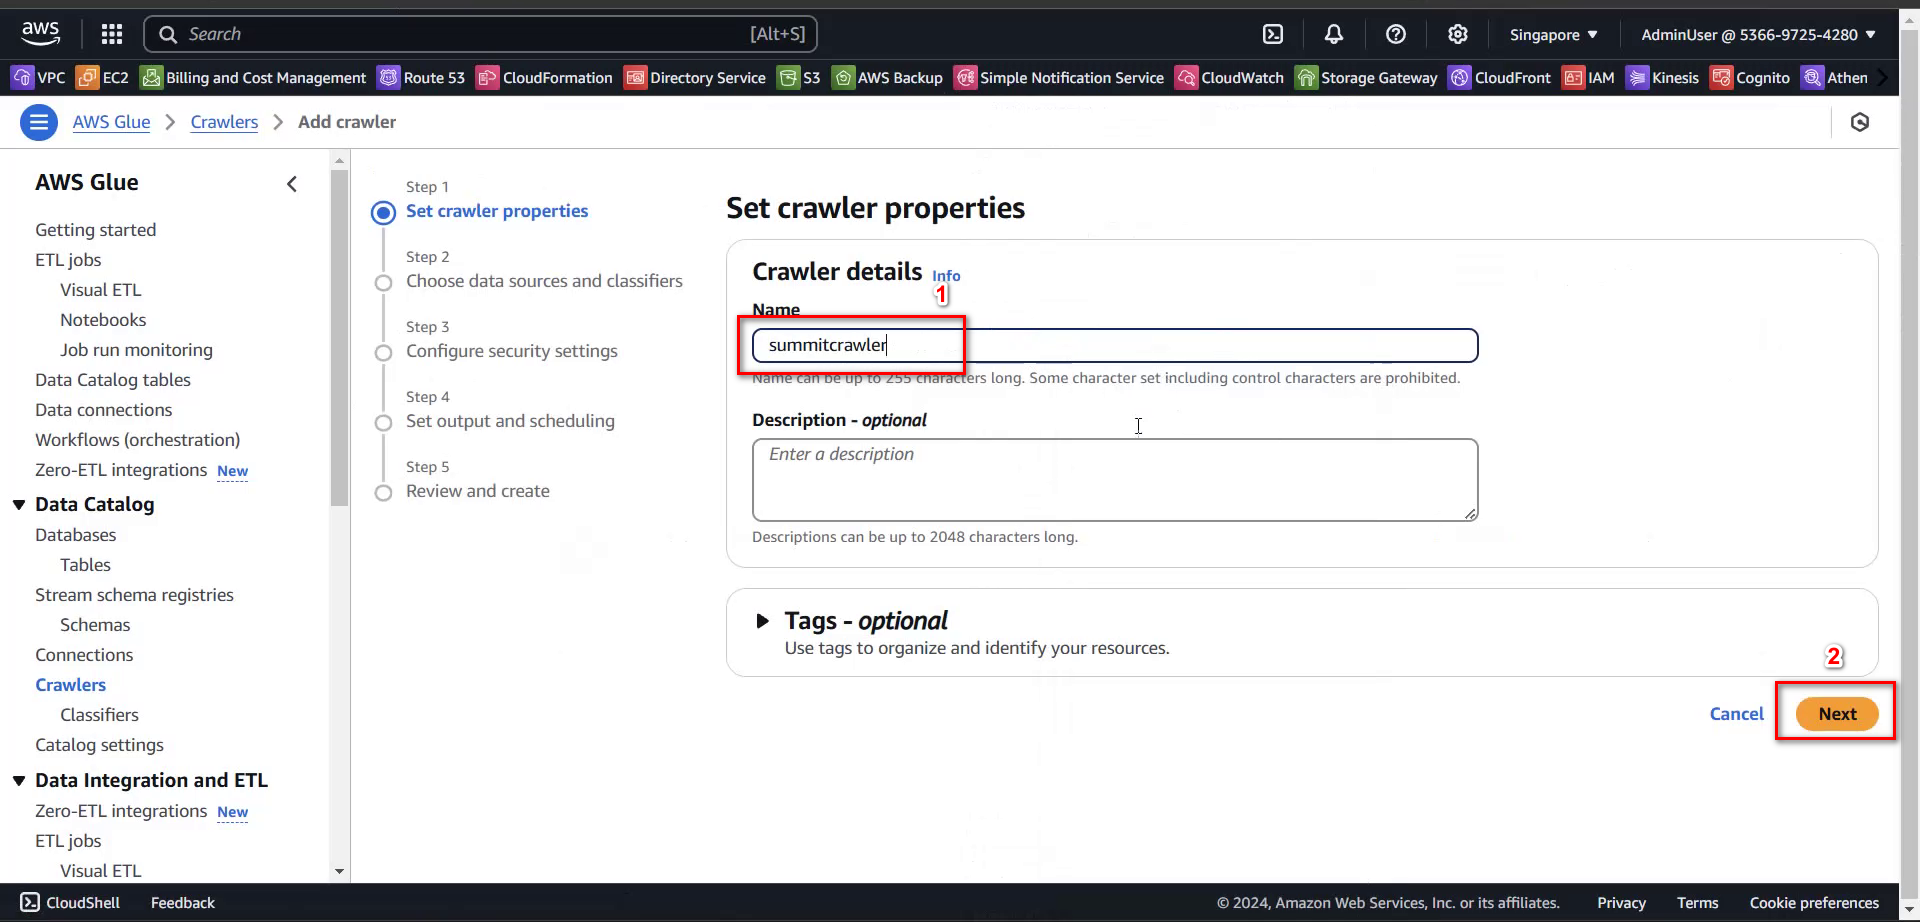 aws
Search [Alt+S] Singapore ▼ AdminUser @ 5366-9725-4280 ▼
VPC EC2 Billing and Cost Management Route 53 CloudFormation Directory Service S3 AWS Backup Simple Notification Service CloudWatch Storage Gateway CloudFront IAM Kinesis Cognito Athen
AWS Glue > Crawlers > Add crawler
AWS Glue
Getting started
ETL jobs
Visual ETL
Notebooks
Job run monitoring
Data Catalog tables
Data connections
Workflows (orchestration)
Zero-ETL integrations New
Data Catalog
Databases
Tables
Stream schema registries
Schemas
Connections
Crawlers
Classifiers
Catalog settings
Data Integration and ETL
Zero-ETL integrations New
ETL jobs
Visual ETL
Step 1
Set crawler properties
Step 2
Choose data sources and classifiers
Step 3
Configure security settings
Step 4
Set output and scheduling
Step 5
Review and create
Set crawler properties
Crawler details Info
1
Name
summitcrawler
Name can be up to 255 characters long. Some character set including control characters are prohibited.
Description - optional
Enter a description
Descriptions can be up to 2048 characters long.
Tags - optional
Use tags to organize and identify your resources.
2
Cancel Next
CloudShell Feedback © 2024, Amazon Web Services, Inc. or its affiliates. Privacy Terms Cookie preferences